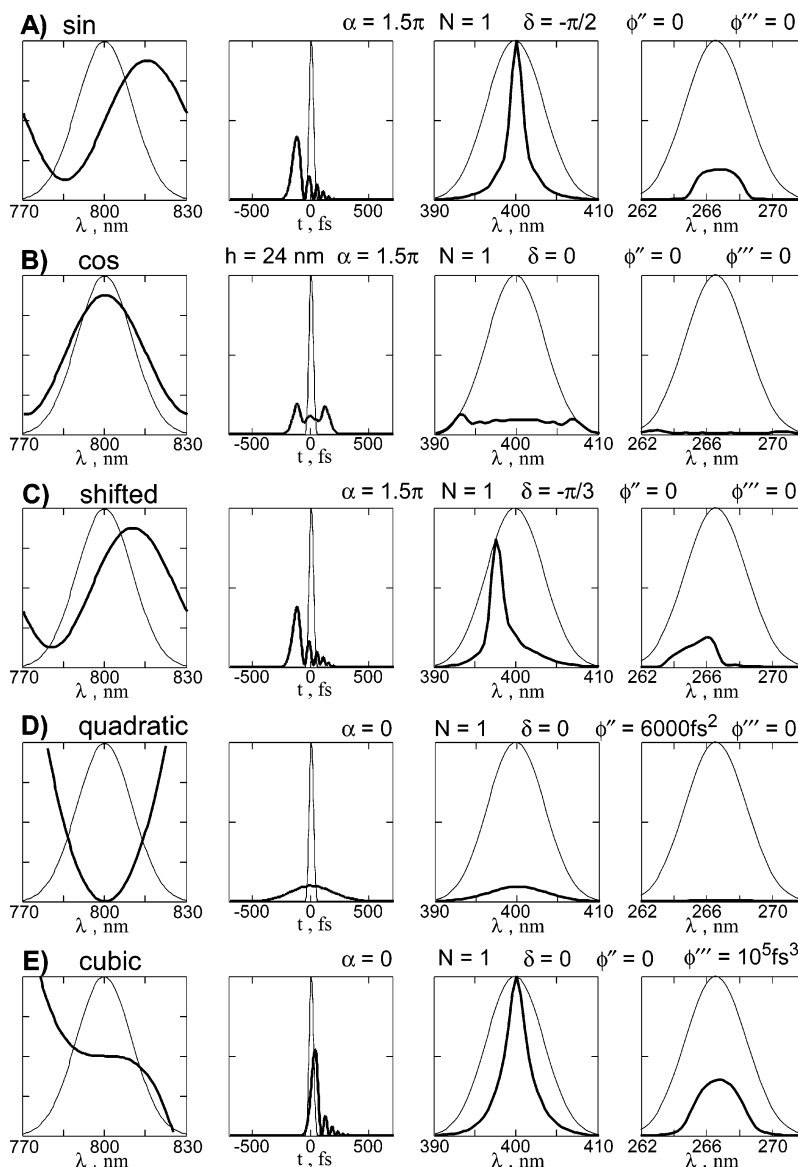 A) sin α = 1.5π N = 1 δ = -π/2 ϕ″ = 0 ϕ‴ = 0
770 800 830 -500 0 500 390 400 410 262 266 270
λ , nm t , fs λ , nm λ , nm
B) cos h = 24 nm α = 1.5π N = 1 δ = 0 ϕ″ = 0 ϕ‴ = 0
770 800 830 -500 0 500 390 400 410 262 266 270
λ , nm t , fs λ , nm λ , nm
C) shifted α = 1.5π N = 1 δ = -π/3 ϕ″ = 0 ϕ‴ = 0
770 800 830 -500 0 500 390 400 410 262 266 270
λ , nm t , fs λ , nm λ , nm
D) quadratic α = 0 N = 1 δ = 0 ϕ″ = 6000fs² ϕ‴ = 0
770 800 830 -500 0 500 390 400 410 262 266 270
λ , nm t , fs λ , nm λ , nm
E) cubic α = 0 N = 1 δ = 0 ϕ″ = 0 ϕ‴ = 10⁵fs³
770 800 830 -500 0 500 390 400 410 262 266 270
λ , nm t , fs λ , nm λ , nm